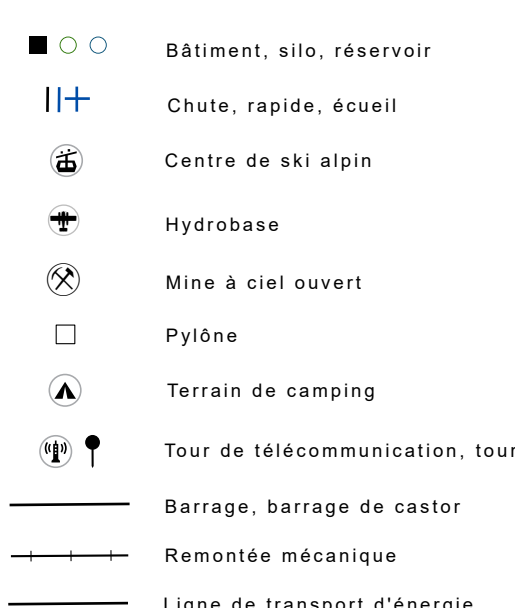 Bâtiment, silo, réservoir
Chute, rapide, écueil
Centre de ski alpin
Hydrobase
Mine à ciel ouvert
Pylône
Terrain de camping
Tour de télécommunication, tour
Barrage, barrage de castor
Remontée mécanique
Ligne de transport d'énergie